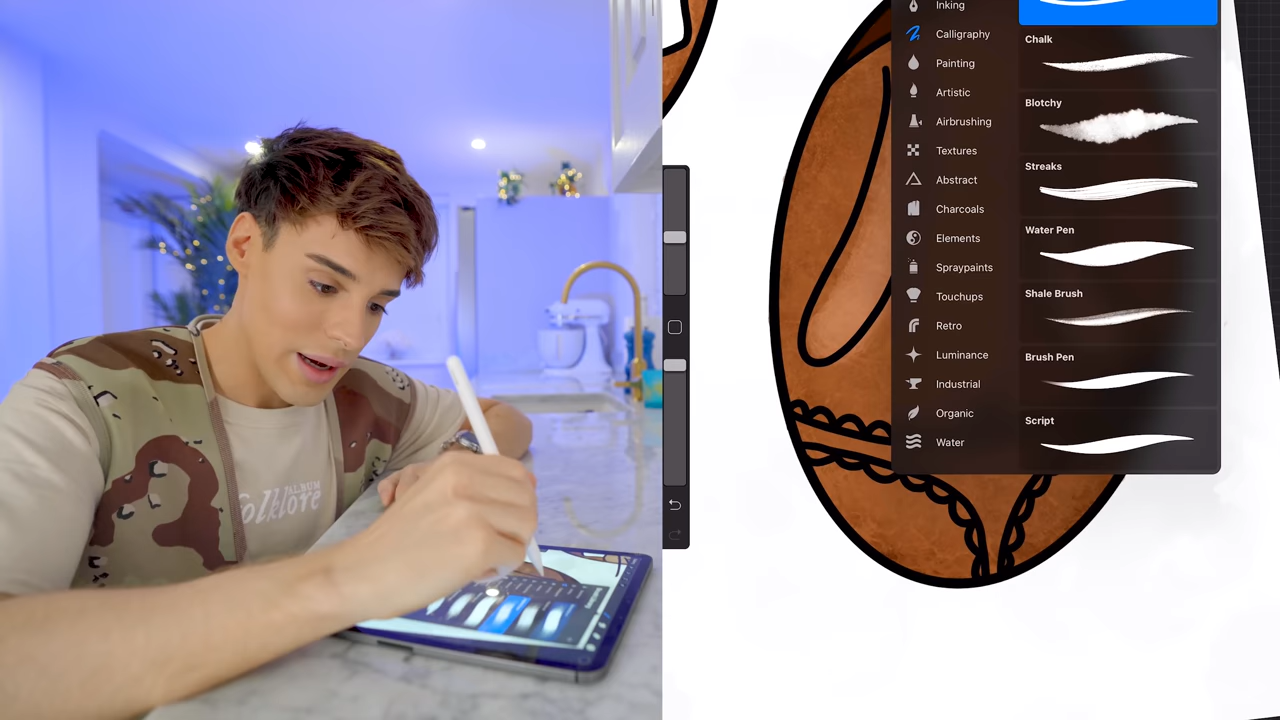 ALBUM
folklore
Inking
Calligraphy
Painting
Artistic
Airbrushing
Textures
Abstract
Charcoals
Elements
Spraypaints
Touchups
Retro
Luminance
Industrial
Organic
Water
Chalk
Blotchy
Streaks
Water Pen
Shale Brush
Brush Pen
Script